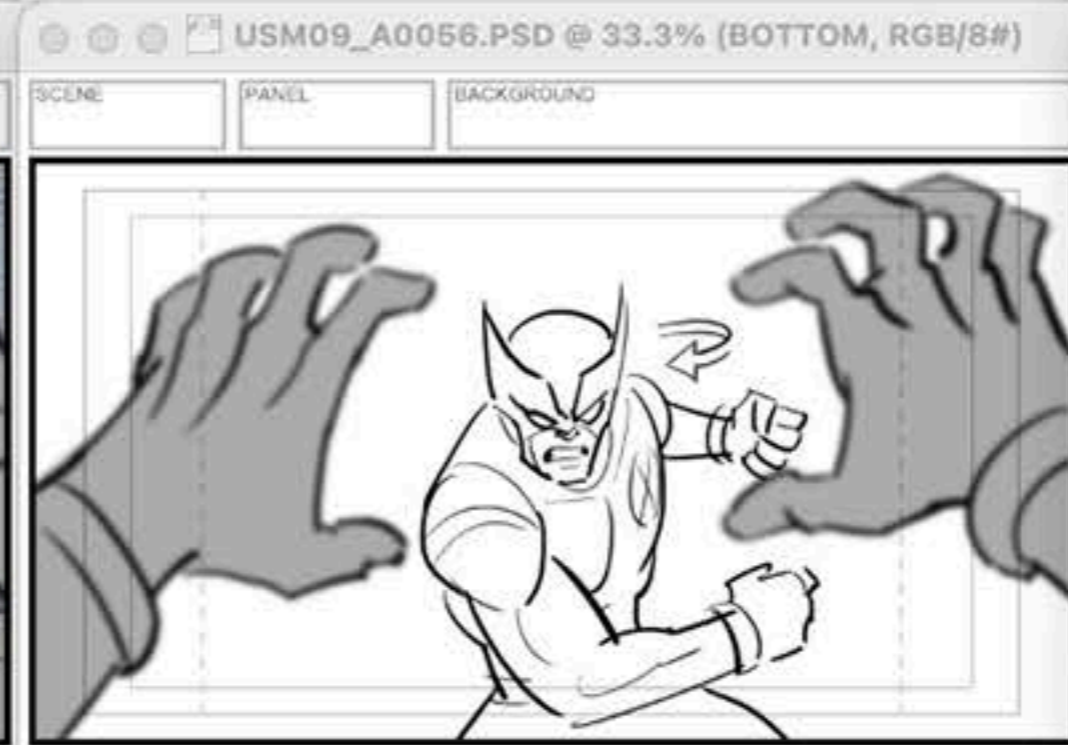 USM09_A0056.PSD @ 33.3% (BOTTOM, RGB/8#)
SCENE
PANEL
BACKGROUND